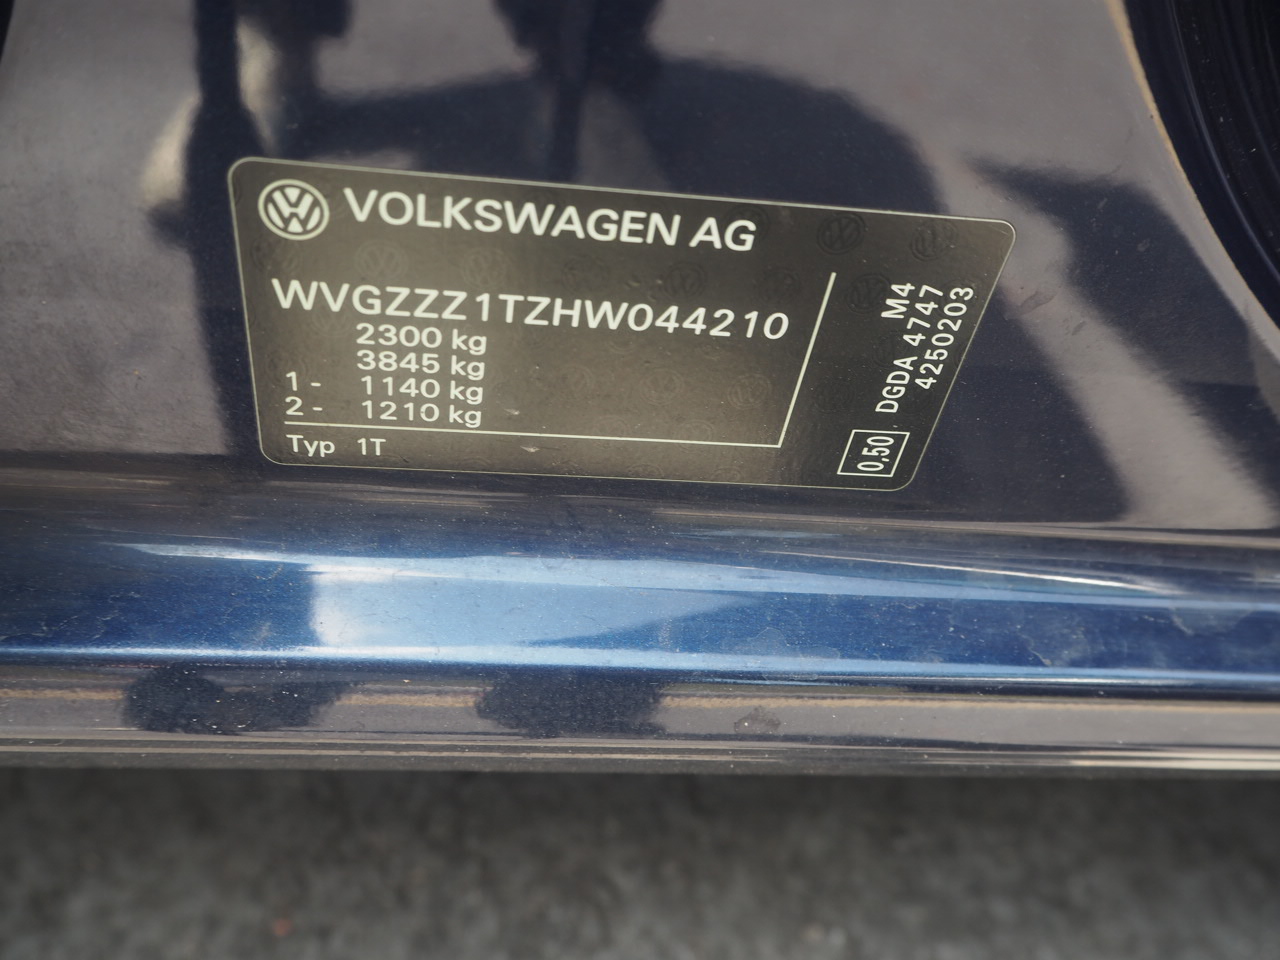 VOLKSWAGEN AG
WVGZZZ1TZHW044210
2300 kg
3845 kg
1- 1140 kg
2- 1210 kg
Typ 1T
M4
DGDA 4747
4250203
0,50